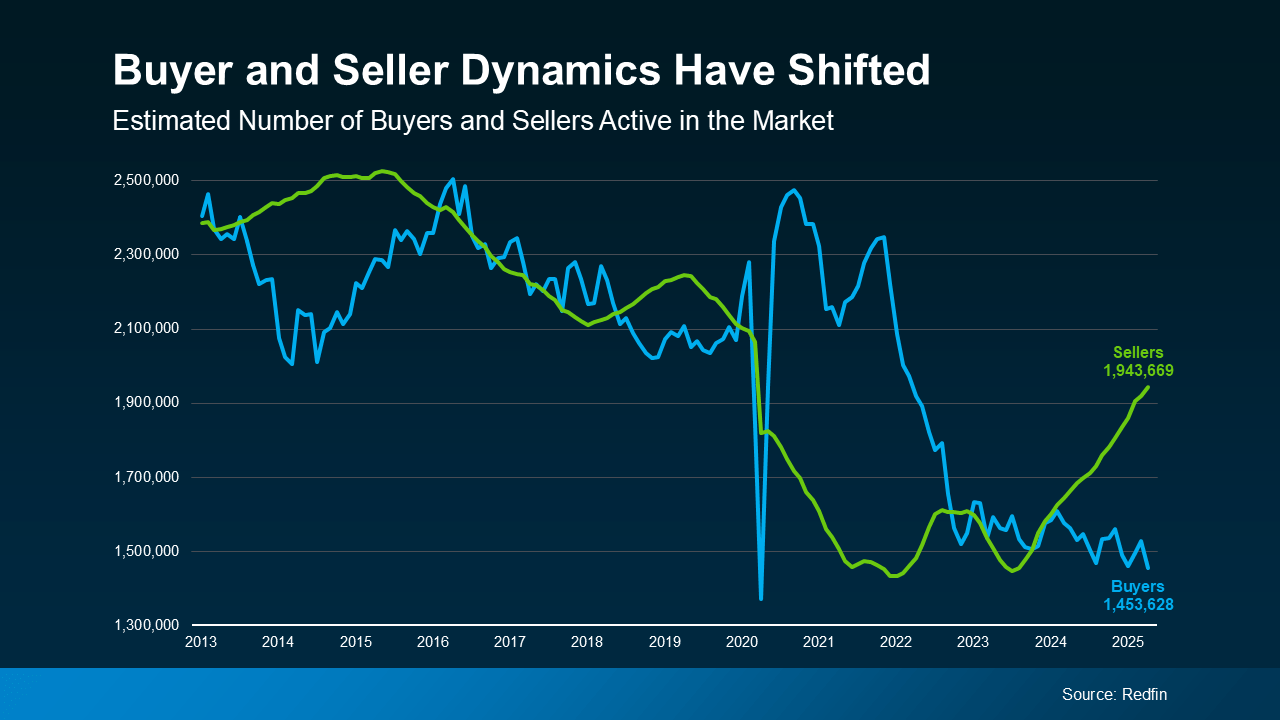 Buyer and Seller Dynamics Have Shifted
Estimated Number of Buyers and Sellers Active in the Market
2,500,000
2,300,000
2,100,000
1,900,000
1,700,000
1,500,000
1,300,000
Sellers
1,943,669
Buyers
1,453,628
2013 2014 2015 2016 2017 2018 2019 2020 2021 2022 2023 2024 2025
Source: Redfin